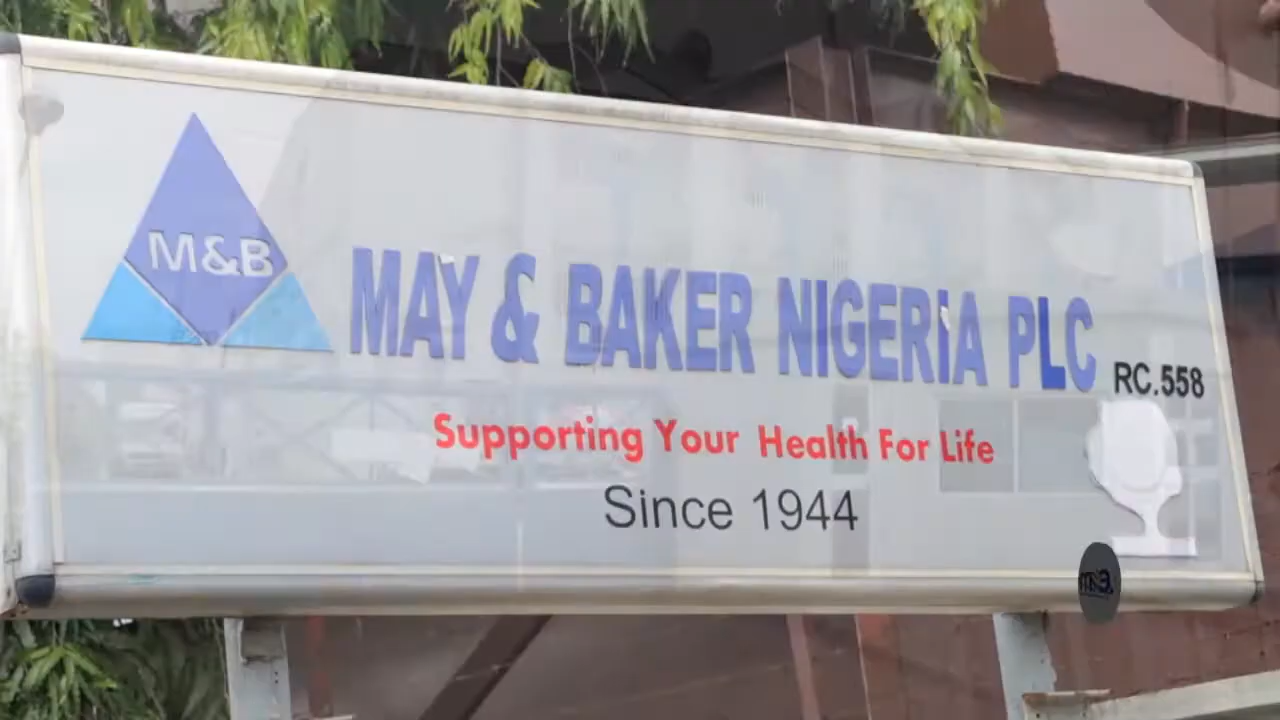 M&B
MAY & BAKER NIGERIA PLC
RC.558
Supporting Your Health For Life
Since 1944